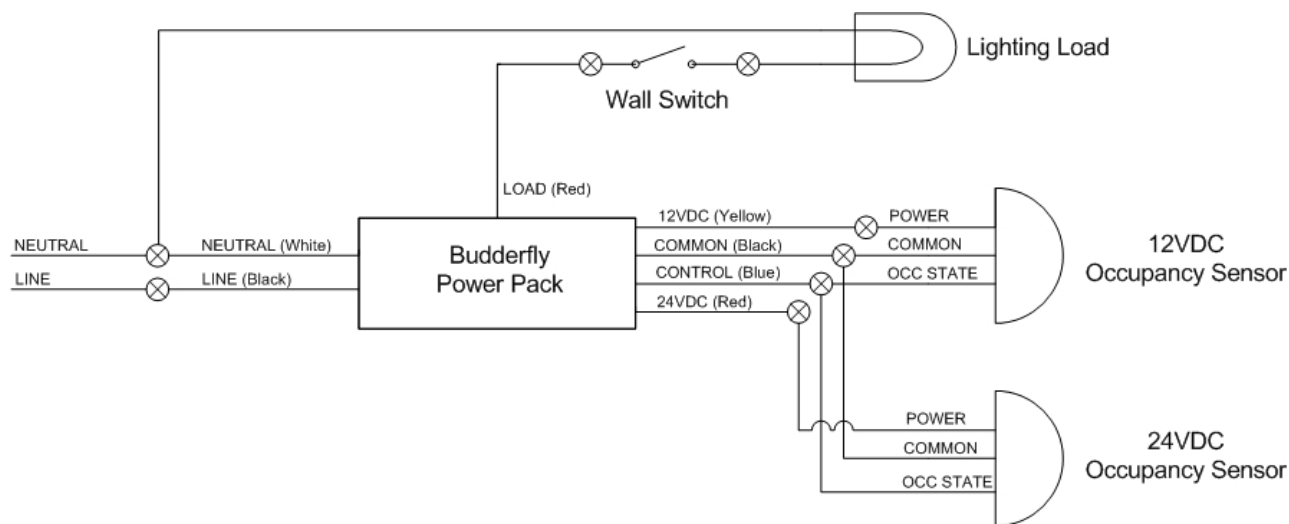 Lighting Load
Wall Switch
LOAD (Red)
NEUTRAL
NEUTRAL (White)
LINE
LINE (Black)
Budderfly
Power Pack
12VDC (Yellow)
COMMON (Black)
CONTROL (Blue)
24VDC (Red)
POWER
COMMON
OCC STATE
12VDC
Occupancy Sensor
POWER
COMMON
OCC STATE
24VDC
Occupancy Sensor